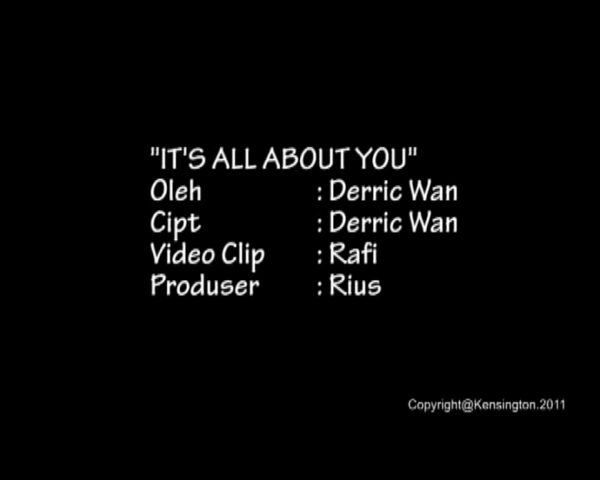 "IT'S ALL ABOUT YOU"
Oleh : Derric Wan
Cipt : Derric Wan
Video Clip : Rafi
Produser : Rius
Copyright@Kensington.2011